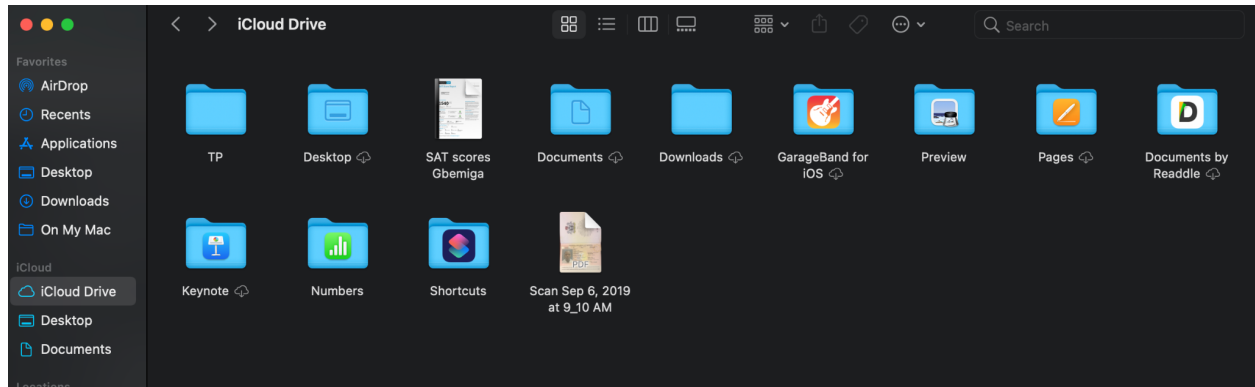 iCloud Drive
Search
Favorites
AirDrop
Recents
Applications
Desktop
Downloads
On My Mac
iCloud
iCloud Drive
Desktop
Documents
Locations
TP
Desktop
SAT scores
Gbemiga
Documents
Downloads
GarageBand for
iOS
Preview
Pages
Documents by
Readdle
Keynote
Numbers
Shortcuts
PDF
Scan Sep 6, 2019
at 9_10 AM